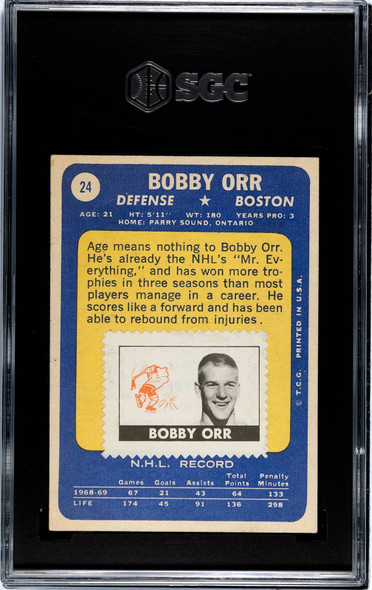 SGC
24
BOBBY ORR
DEFENSE ★ BOSTON
AGE: 21 HT: 5'11" WT: 180 YEARS PRO: 3
HOME: PARRY SOUND, ONTARIO
Age means nothing to Bobby Orr.
He's already the NHL's "Mr. Ev-
erything," and has won more tro-
phies in three seasons than most
players manage in a career. He
scores like a forward and has been
able to rebound from injuries.
BOBBY ORR
© T.C.G. PRINTED IN U.S.A.
N.H.L. RECORD
Games Goals Assists Total Points Penalty Minutes
1968-69 67 21 43 64 133
LIFE 174 45 91 136 298